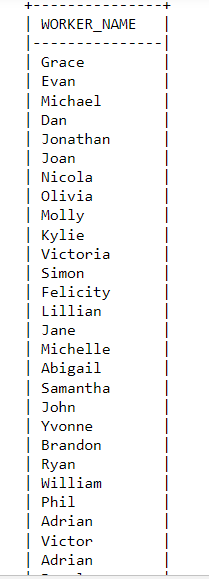 +---------------+
| WORKER_NAME |
|---------------|
| Grace |
| Evan |
| Michael |
| Dan |
| Jonathan |
| Joan |
| Nicola |
| Olivia |
| Molly |
| Kylie |
| Victoria |
| Simon |
| Felicity |
| Lillian |
| Jane |
| Michelle |
| Abigail |
| Samantha |
| John |
| Yvonne |
| Brandon |
| Ryan |
| William |
| Phil |
| Adrian |
| Victor |
| Adrian |